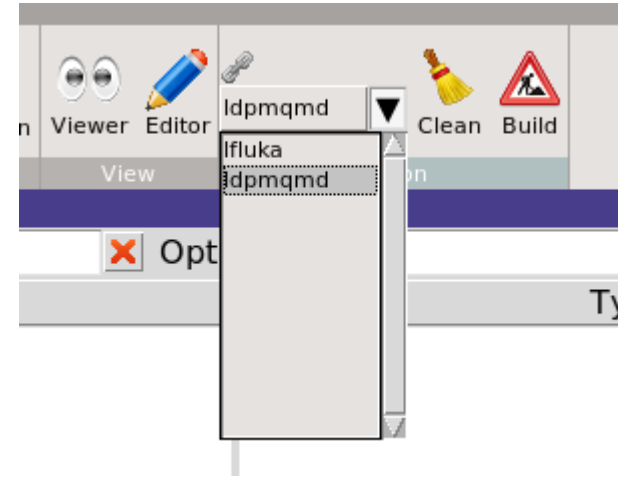 n Viewer Editor ldpmqmd Clean Build
View on
lfluka
ldpmqmd
Opt
Ty